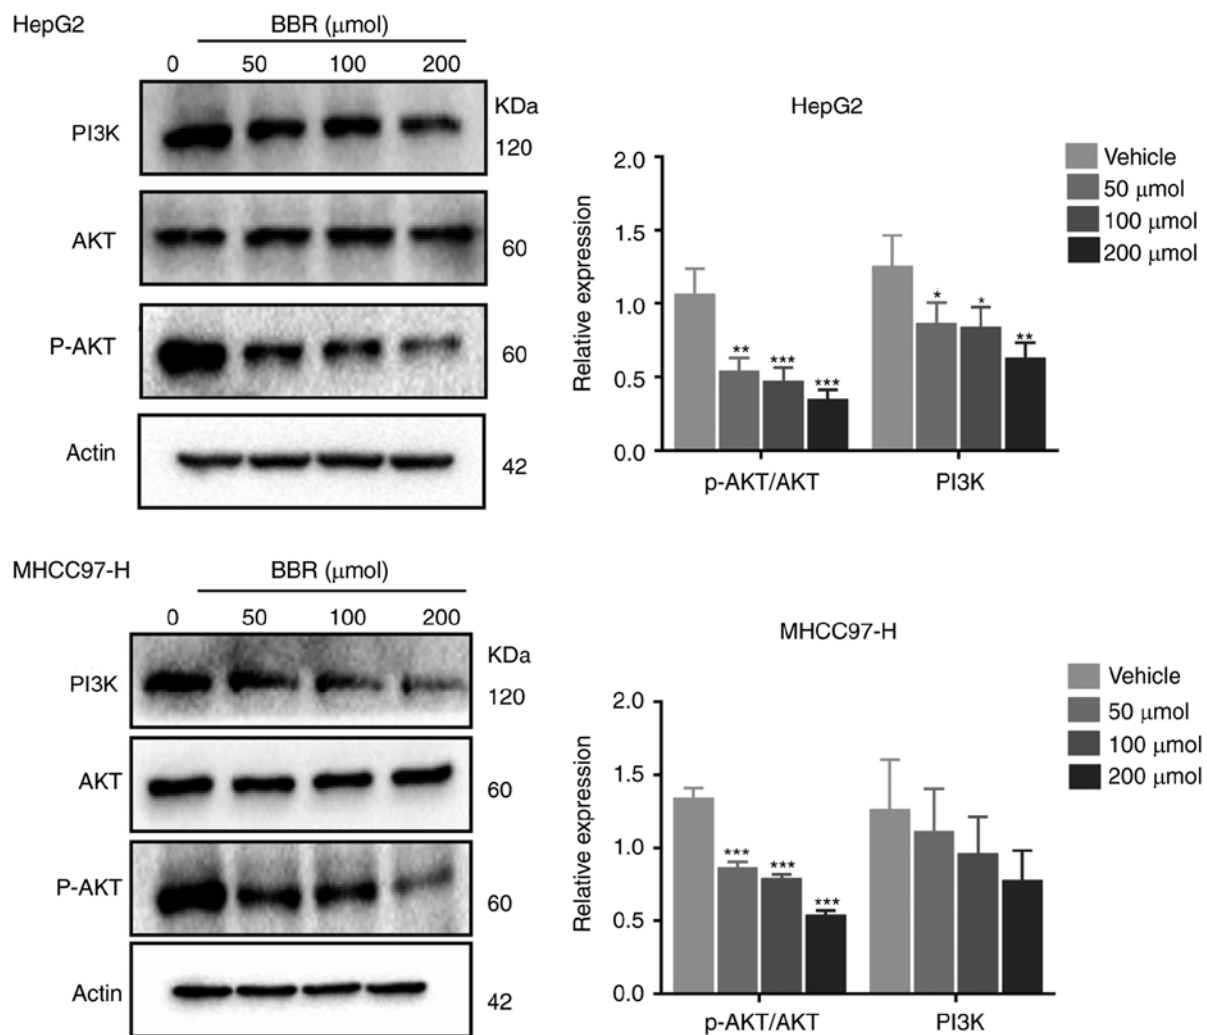 HepG2
BBR (μmol)
0 50 100 200
KDa
PI3K
120
AKT
60
P-AKT
60
Actin
42
HepG2
Vehicle
50 μmol
100 μmol
200 μmol
Relative expression
2.0
1.5
1.0
0.5
0.0
** *** *** * * **
p-AKT/AKT PI3K
MHCC97-H
BBR (μmol)
0 50 100 200
KDa
PI3K
120
AKT
60
P-AKT
60
Actin
42
MHCC97-H
Vehicle
50 μmol
100 μmol
200 μmol
Relative expression
2.0
1.5
1.0
0.5
0.0
*** *** ***
p-AKT/AKT PI3K